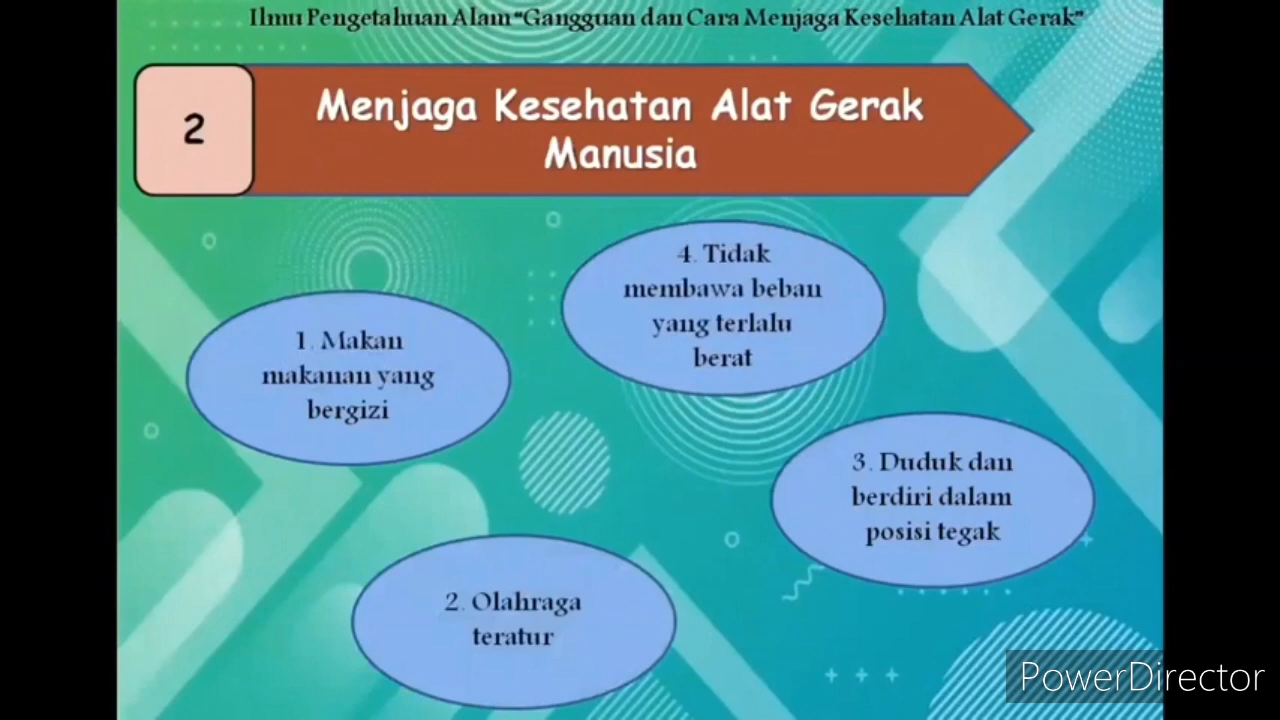 Ilmu Pengetahuan Alam "Gangguan dan Cara Menjaga Kesehatan Alat Gerak"
2
Menjaga Kesehatan Alat Gerak
Manusia
1. Makan
makanan yang
bergizi
2. Olahraga
teratur
3. Duduk dan
berdiri dalam
posisi tegak
4. Tidak
membawa beban
yang terlalu
berat
PowerDirector